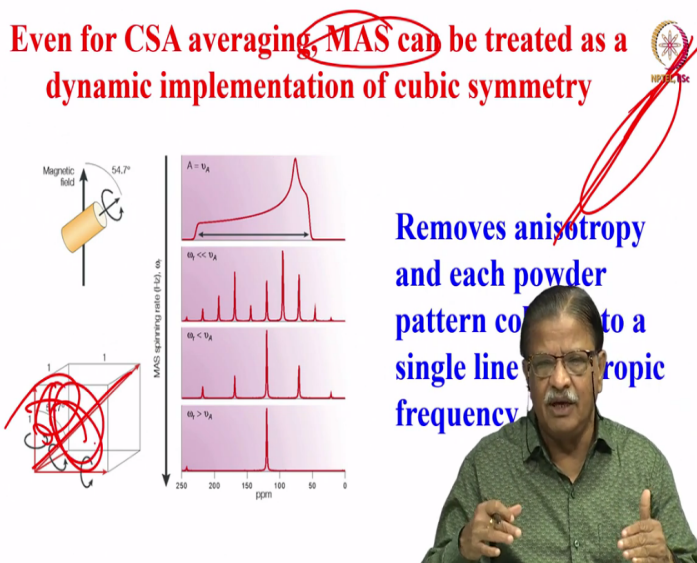 Even for CSA averaging, MAS can be treated as a
dynamic implementation of cubic symmetry
NPTEL, IISc
Magnetic
field
54.7°
A = υA
ωr << υA
ωr < υA
ωr > υA
MAS spinning rate (Hz), ωr
250 200 150 100 50 0
ppm
1
1
Removes anisotropy
and each powder
pattern to a
single line
frequency